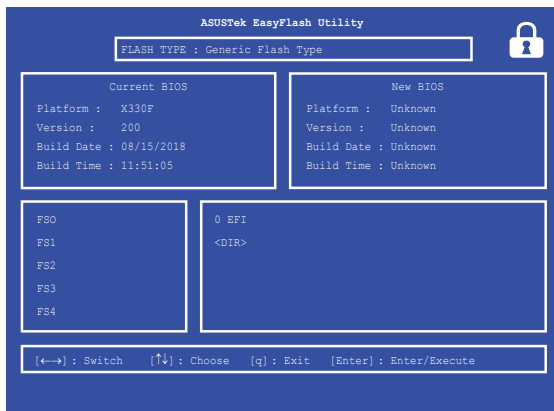 ASUSTek EasyFlash Utility
FLASH TYPE : Generic Flash Type
Current BIOS
Platform : X330F
Version : 200
Build Date : 08/15/2018
Build Time : 11:51:05
New BIOS
Platform : Unknown
Version : Unknown
Build Date : Unknown
Build Time : Unknown
FSO
FS1
FS2
FS3
FS4
0 EFI
<DIR>
[←→] : Switch [↑↓] : Choose [q] : Exit [Enter] : Enter/Execute